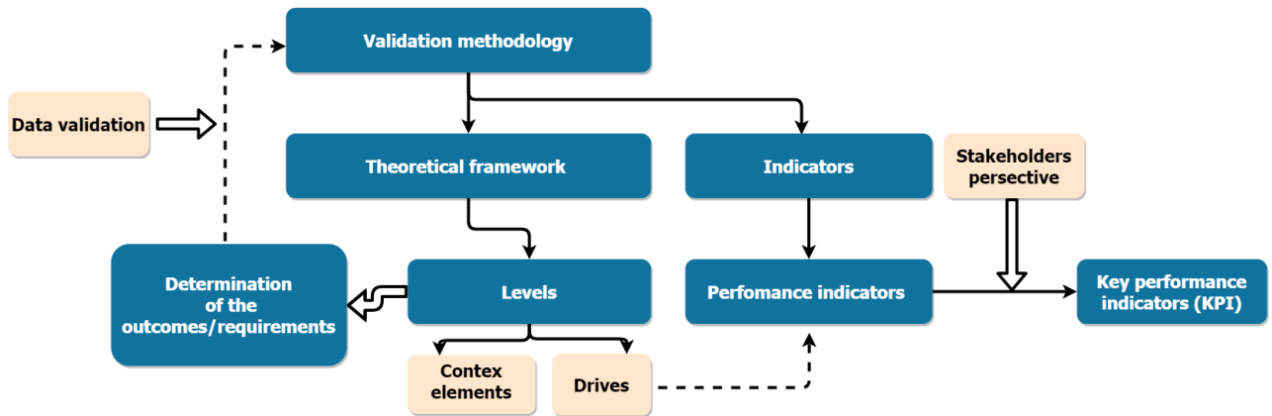 Validation methodology
Data validation
Theoretical framework
Indicators
Stakeholders
persective
Determination
of the
outcomes/requirements
Levels
Perfomance indicators
Key performance
indicators (KPI)
Contex
elements
Drives